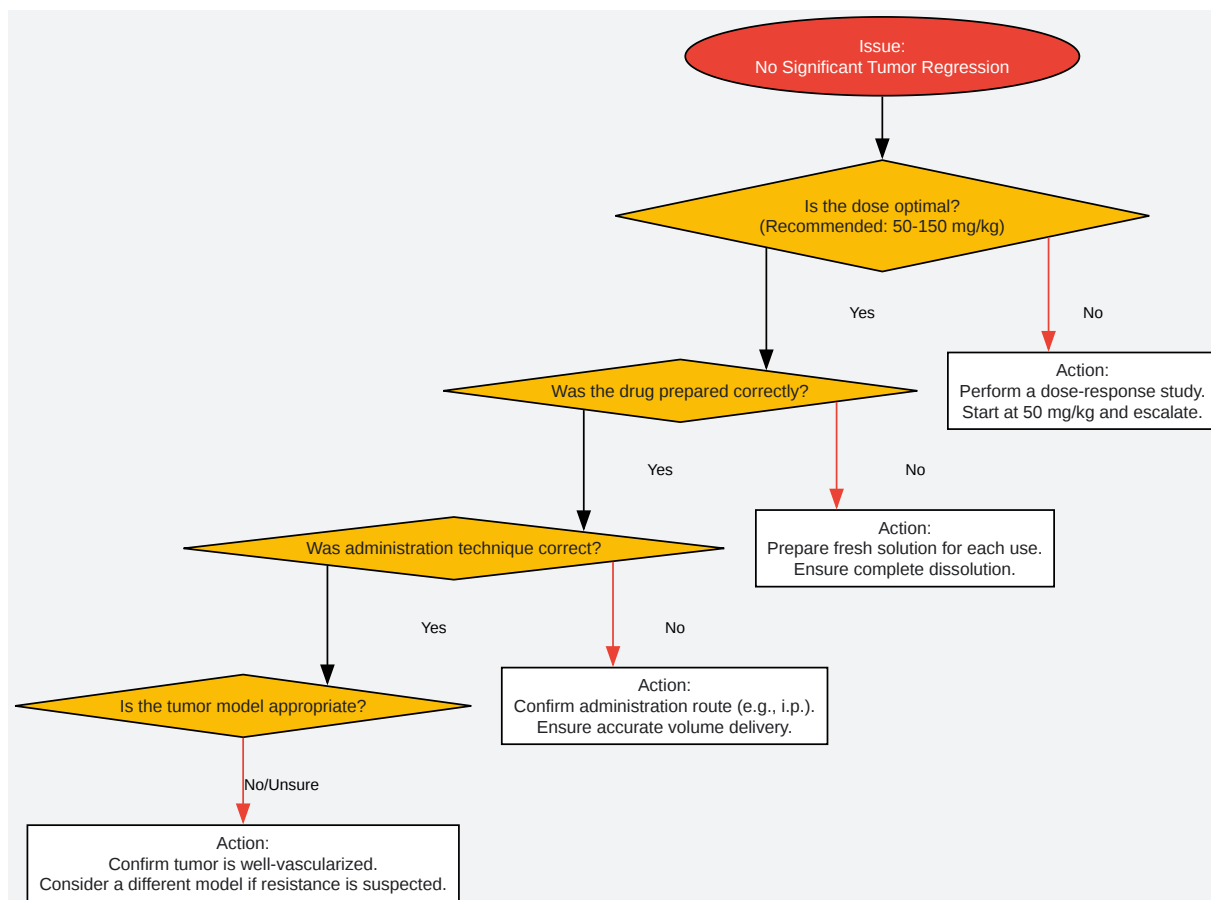 Issue:
No Significant Tumor Regression
Is the dose optimal?
(Recommended: 50-150 mg/kg)
Yes
No
Action:
Perform a dose-response study.
Start at 50 mg/kg and escalate.
Was the drug prepared correctly?
Yes
No
Action:
Prepare fresh solution for each use.
Ensure complete dissolution.
Was administration technique correct?
Yes
No
Action:
Confirm administration route (e.g., i.p.).
Ensure accurate volume delivery.
Is the tumor model appropriate?
No/Unsure
Action:
Confirm tumor is well-vascularized.
Consider a different model if resistance is suspected.